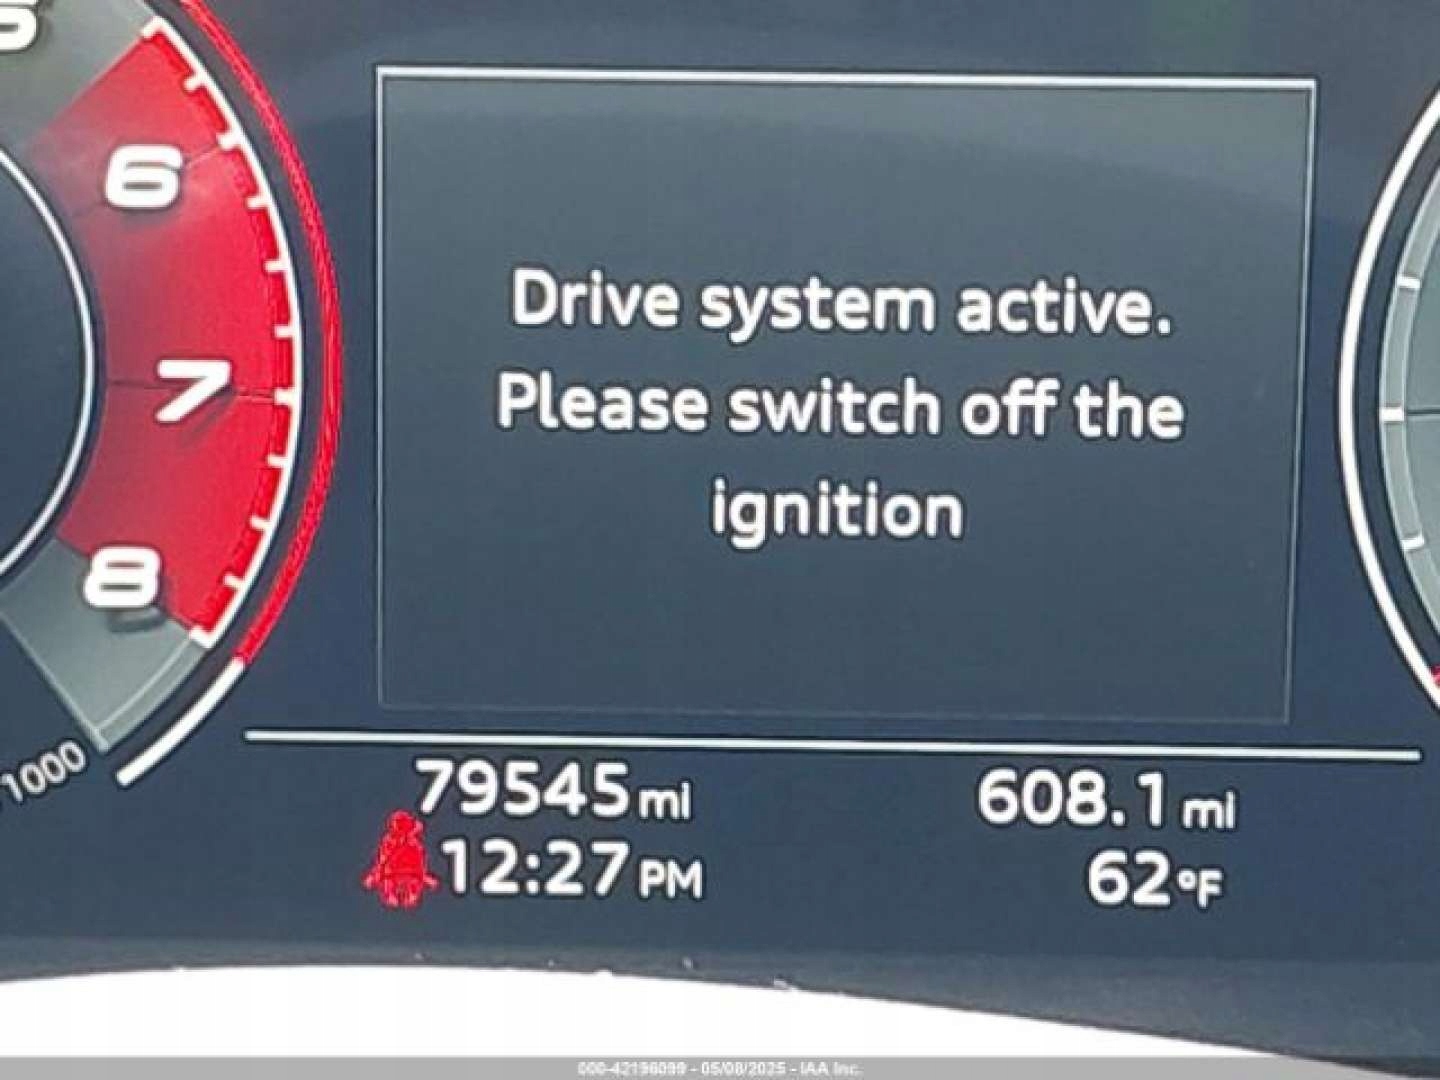 5
6
7
8
1000
Drive system active.
Please switch off the
ignition
79545 mi
608.1 mi
12:27 PM
62°F
000-42196099 - 05/08/2025 - IAA Inc.